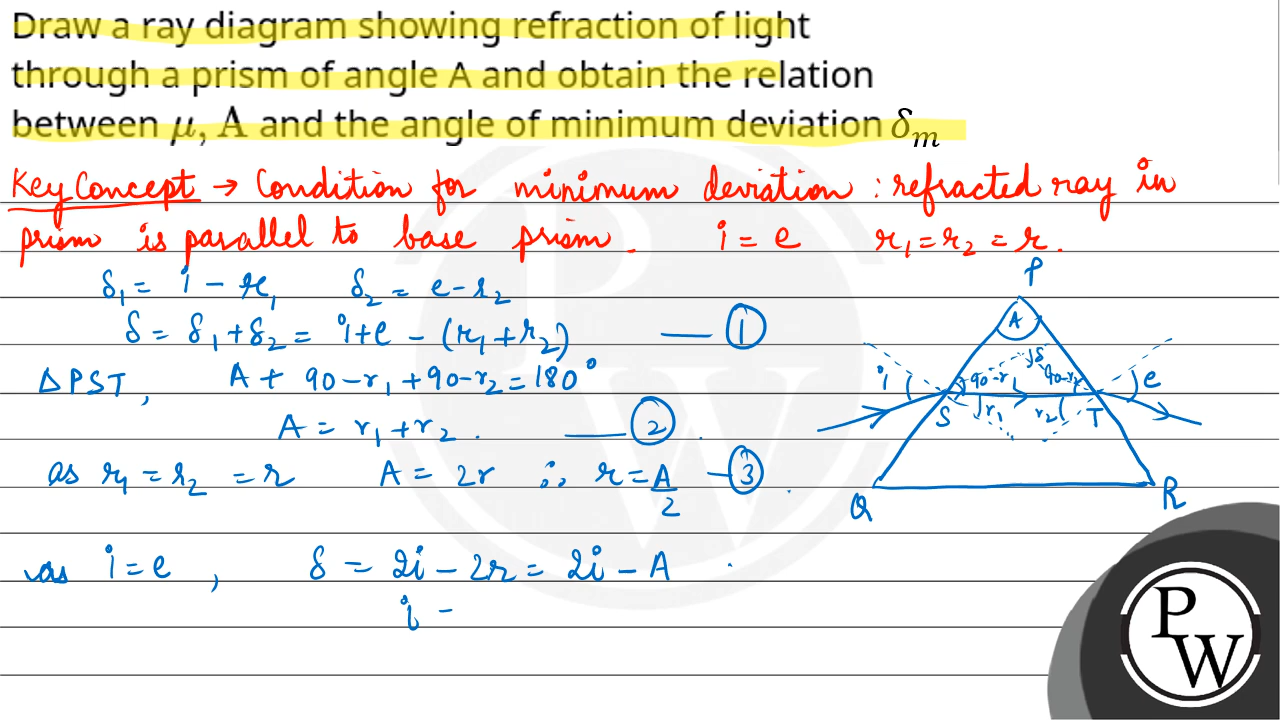 Draw a ray diagram showing refraction of light
through a prism of angle A and obtain the relation
between μ, A and the angle of minimum deviation δₘ
Key Concept → Condition for minimum deviation : refracted ray in
prism is parallel to base prism. i = e r₁ = r₂ = r.
δ₁ = i − r₁ δ₂ = e − r₂
δ = δ₁ + δ₂ = i + e − (r₁ + r₂) — ①
Δ PST, A + 90 − r₁ + 90 − r₂ = 180°
A = r₁ + r₂. — ②
as r₁ = r₂ = r A = 2r ∴ r = A/2 — ③
as i = e, δ = 2i − 2r = 2i − A
i =
P
A
δ
i
90 − r₁
90 − r₂
e
S
r₁
r₂
T
Q
R
P
W